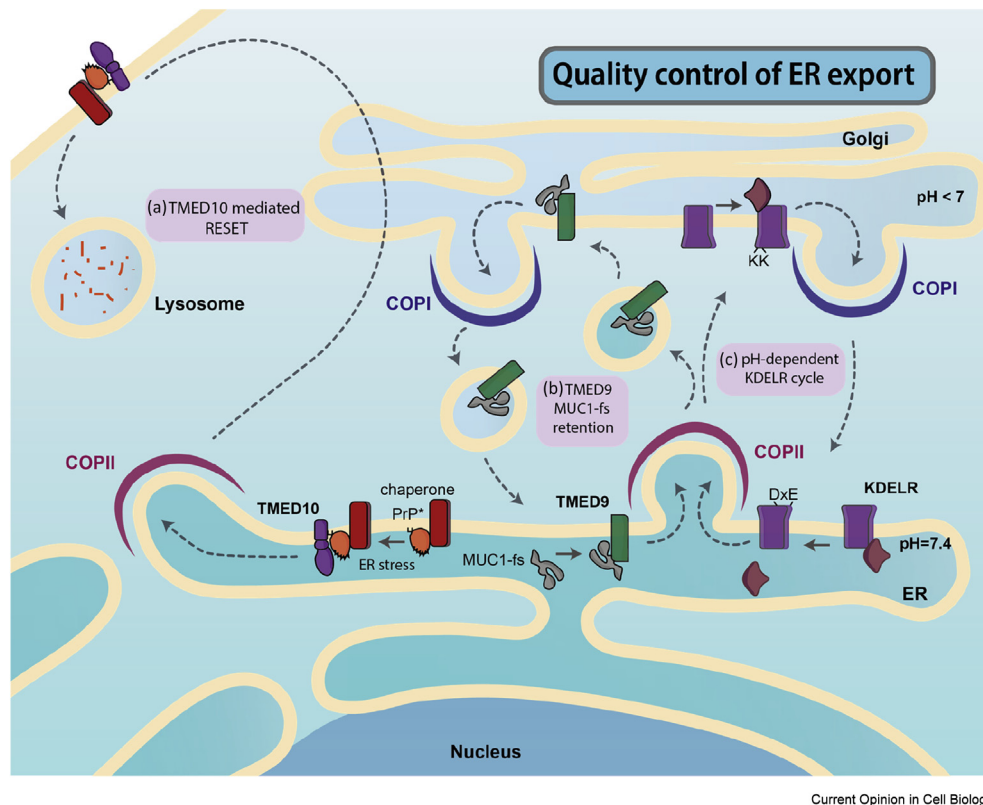 Quality control of ER export
Golgi
pH < 7
(a) TMED10 mediated
RESET
KK
Lysosome
COPI
COPI
(c) pH-dependent
KDELR cycle
(b) TMED9
MUC1-fs
retention
COPII
COPII
chaperone
DxE
KDELR
TMED10
TMED9
PrP*
pH=7.4
MUC1-fs
ER stress
ER
Nucleus
Current Opinion in Cell Biolog